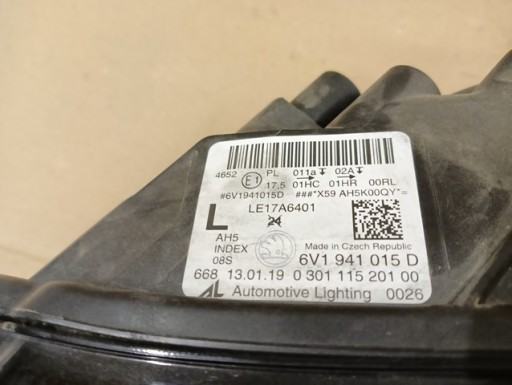 4652 E1 PL 17.5 011a 02A
01HC 01HR 00RL
#6V1941015D ###*X59 AH5K00QY*=
L LE17A6401
24
AH5
INDEX
08S
Made in Czech Republic
6V1 941 015 D
668 13.01.19 0 301 115 201 00
AL Automotive Lighting 0026